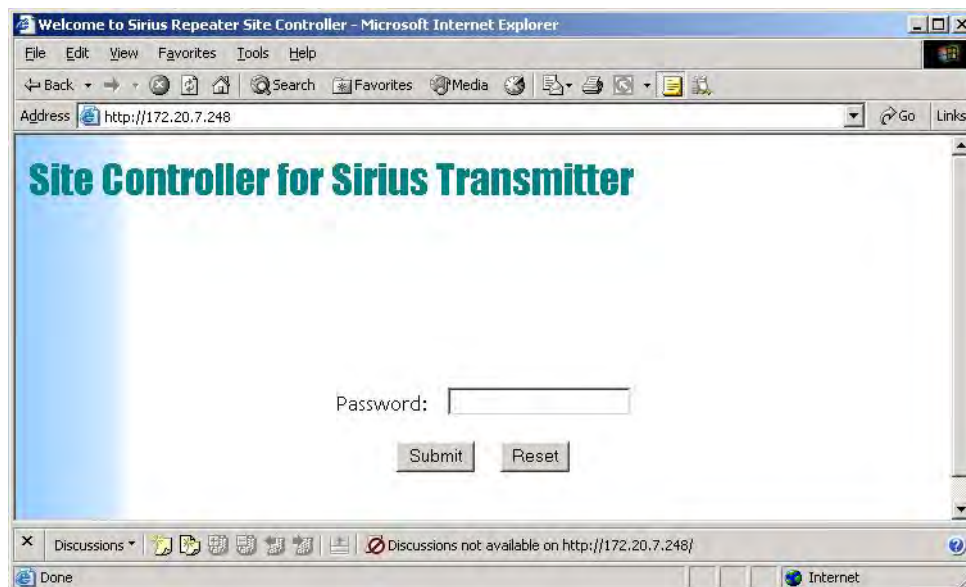 Welcome to Sirius Repeater Site Controller - Microsoft Internet Explorer
File Edit View Favorites Tools Help
Back Search Favorites Media
Address http://172.20.7.248 Go Links
Site Controller for Sirius Transmitter
Password:
Submit Reset
Discussions Discussions not available on http://172.20.7.248/
Done Internet